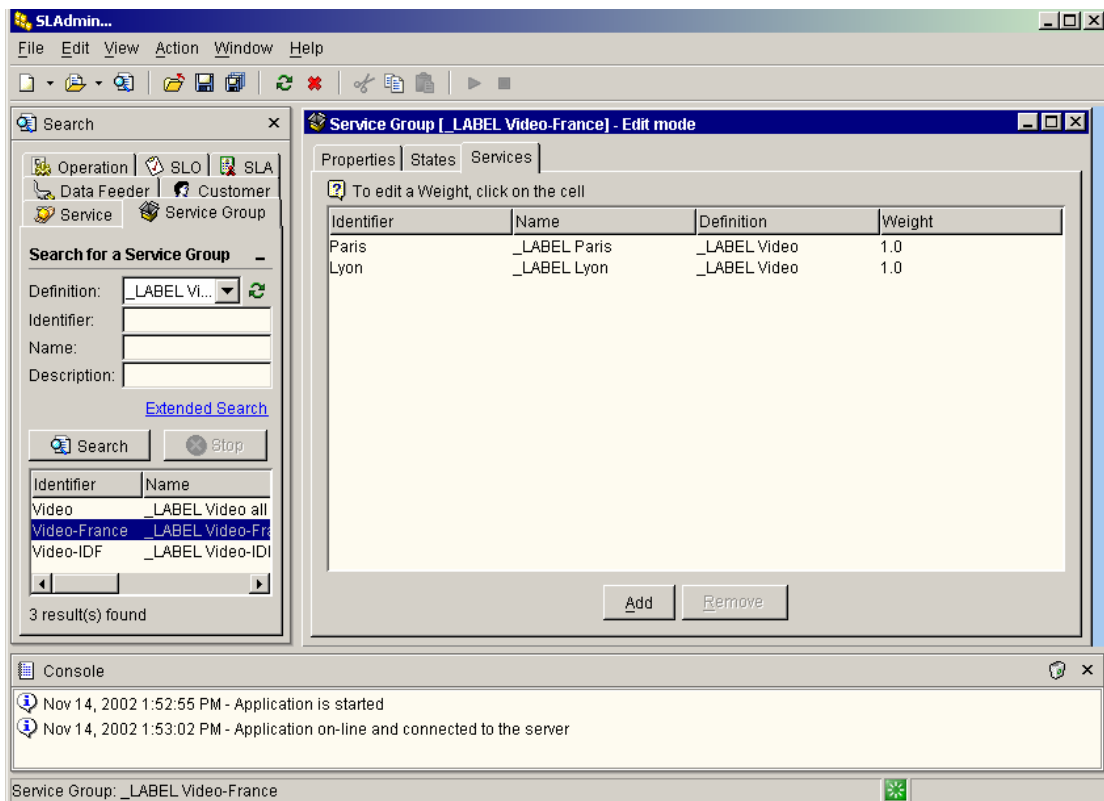 SLAdmin...
File Edit View Action Window Help
Search
Operation SLO SLA
Data Feeder Customer
Service Service Group
Search for a Service Group
Definition: _LABEL Vi...
Identifier:
Name:
Description:
Extended Search
Search Stop
Identifier Name
Video _LABEL Video all
Video-France _LABEL Video-Fra
Video-IDF _LABEL Video-IDI
3 result(s) found
Service Group [_LABEL Video-France] - Edit mode
Properties States Services
To edit a Weight, click on the cell
Identifier Name Definition Weight
Paris _LABEL Paris _LABEL Video 1.0
Lyon _LABEL Lyon _LABEL Video 1.0
Add Remove
Console
Nov 14, 2002 1:52:55 PM - Application is started
Nov 14, 2002 1:53:02 PM - Application on-line and connected to the server
Service Group: _LABEL Video-France